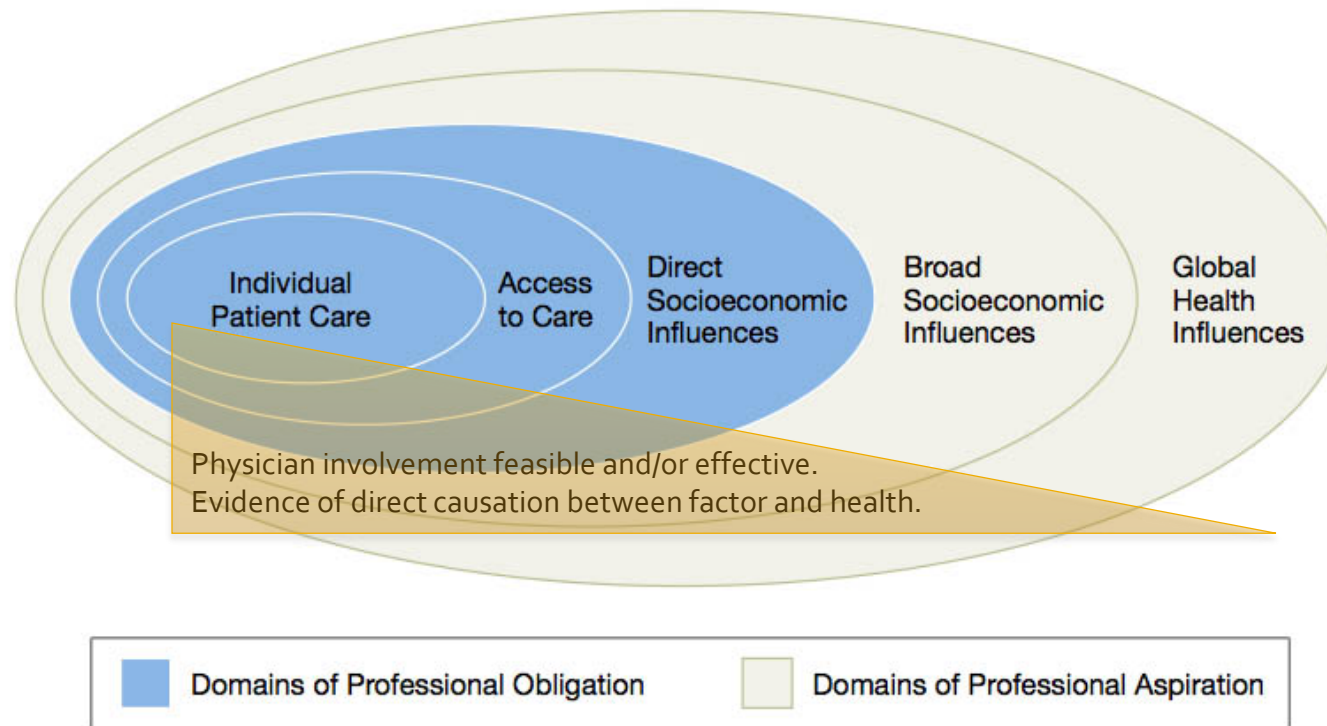 Individual
Patient Care
Access
to Care
Direct
Socioeconomic
Influences
Broad
Socioeconomic
Influences
Global
Health
Influences
Physician involvement feasible and/or effective.
Evidence of direct causation between factor and health.
Domains of Professional Obligation
Domains of Professional Aspiration